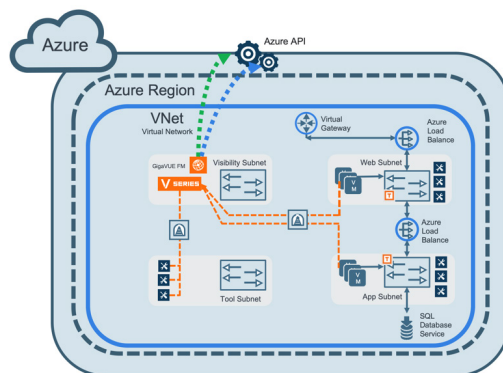 Azure
Azure API
Azure Region
VNet
Virtual Network
Virtual
Gateway
Azure
Load
Balance
GigaVUE FM
Visibility Subnet
V SERIES
Web Subnet
V
M
T
Azure
Load
Balance
T
V
M
Tool Subnet
App Subnet
SQL
Database
Service